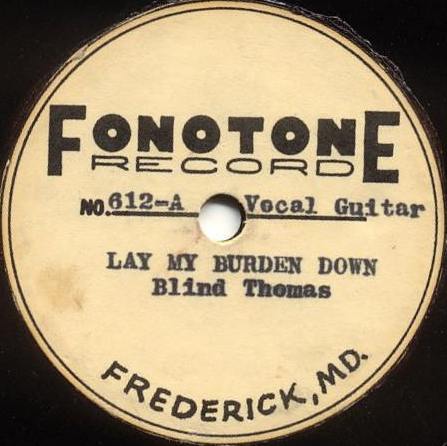 FONOTONE
RECORD
NO. 612-A Vocal Guitar
LAY MY BURDEN DOWN
Blind Thomas
FREDERICK, MD.